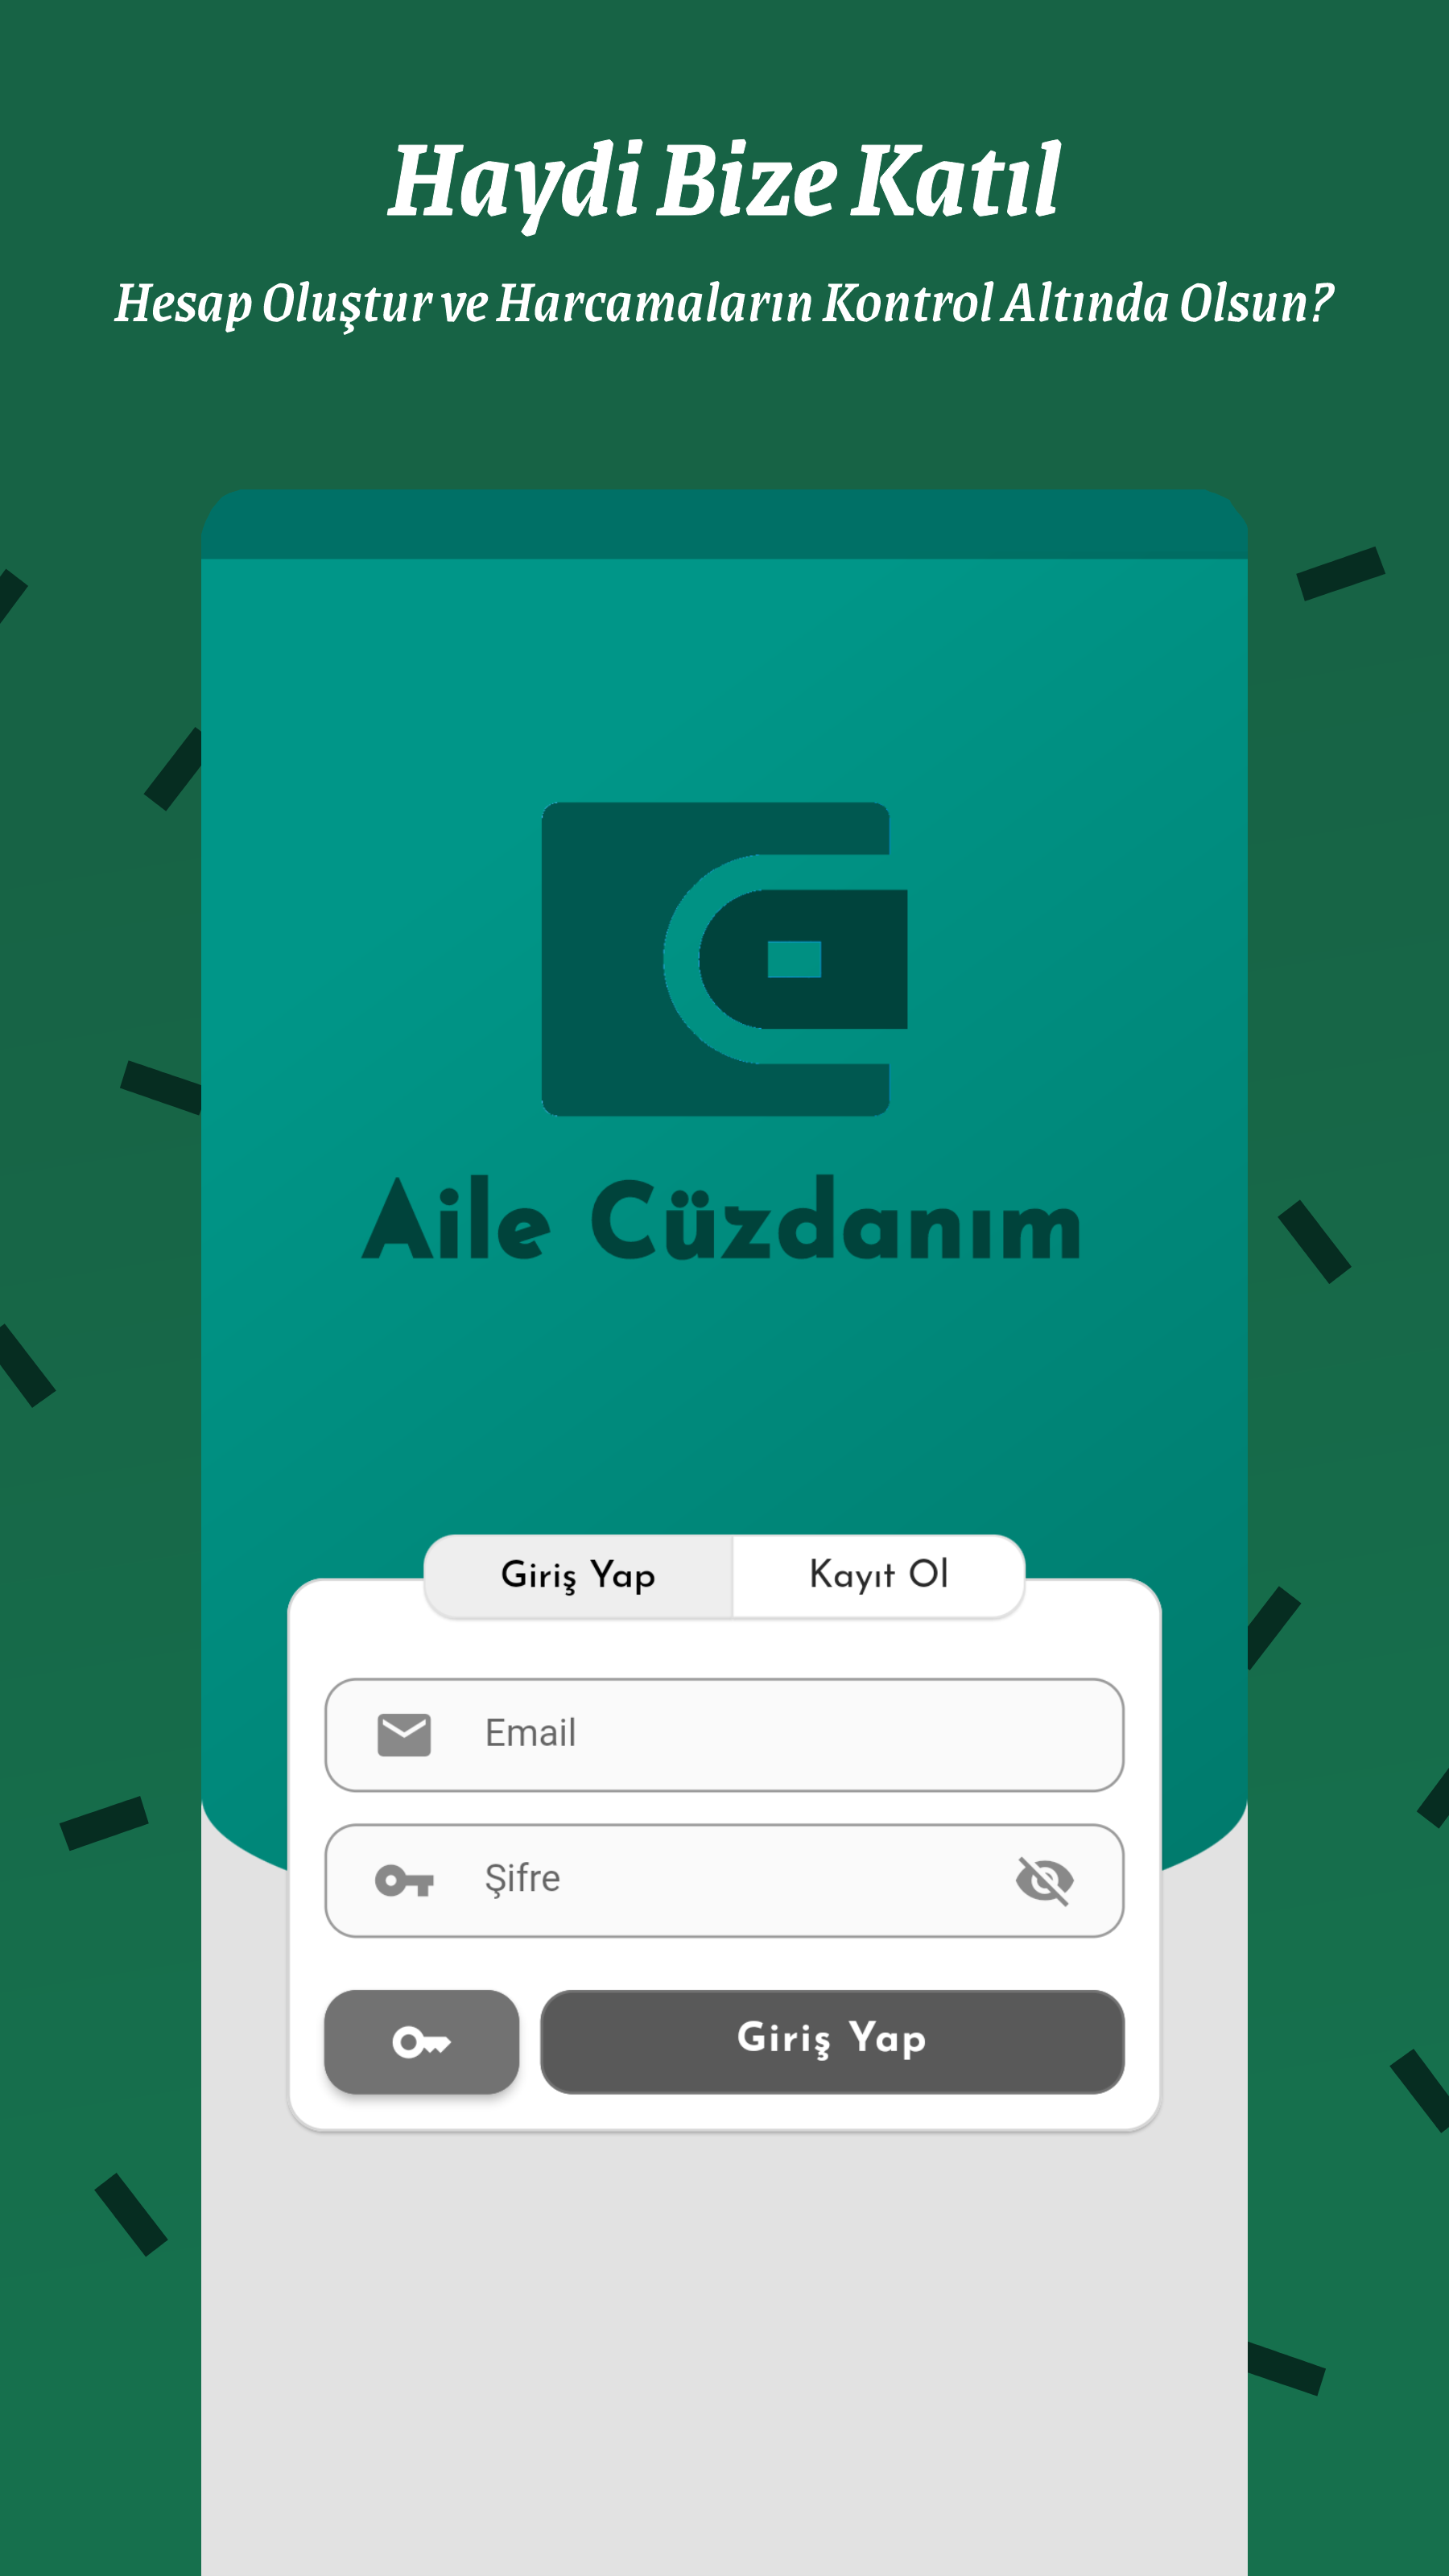 Haydi Bize Katıl
Hesap Oluştur ve Harcamaların Kontrol Altında Olsun?
Aile Cüzdanım
Giriş Yap
Kayıt Ol
Email
Şifre
Giriş Yap